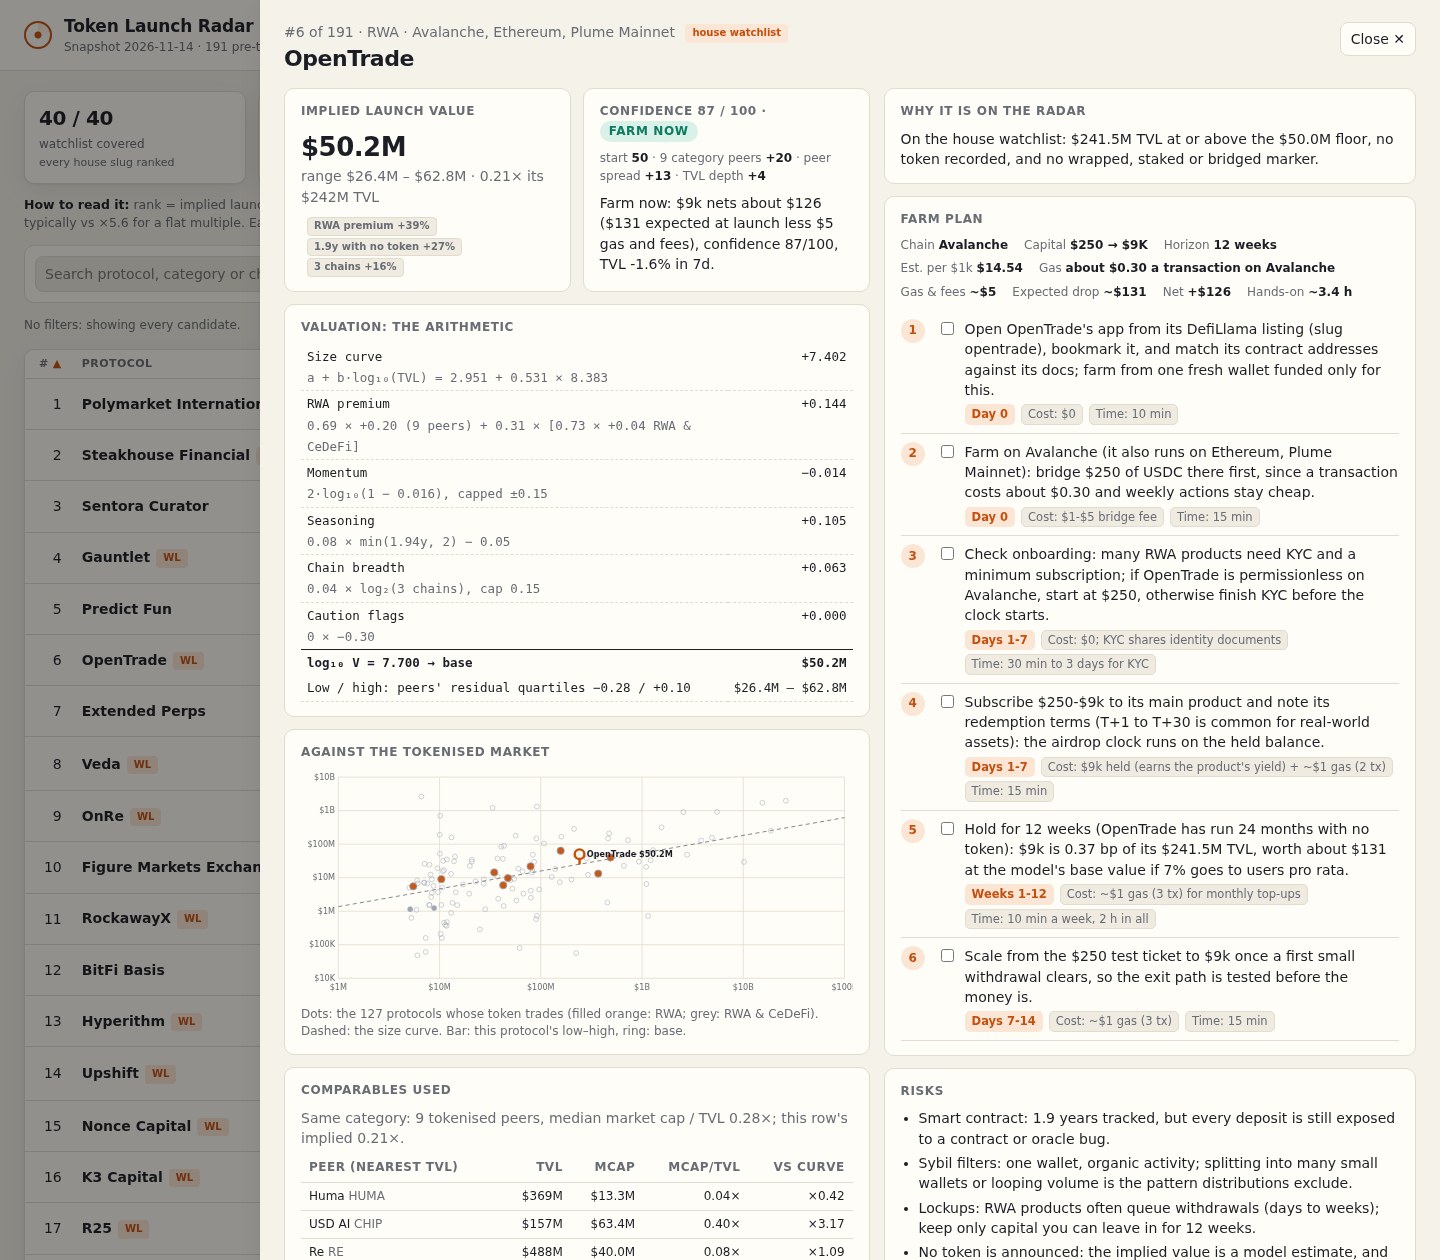 Token Launch Radar
Snapshot 2026-11-14 · 191 pre-t
40 / 40
watchlist covered
every house slug ranked
How to read it: rank = implied laun
typically vs ×5.6 for a flat multiple. Ea
Search protocol, category or ch
No filters: showing every candidate.
# ▲ PROTOCOL
1 Polymarket Internation
2 Steakhouse Financial
3 Sentora Curator
4 Gauntlet WL
5 Predict Fun
6 OpenTrade WL
7 Extended Perps
8 Veda WL
9 OnRe WL
10 Figure Markets Exchan
11 RockawayX WL
12 BitFi Basis
13 Hyperithm WL
14 Upshift WL
15 Nonce Capital WL
16 K3 Capital WL
17 R25 WL
#6 of 191 · RWA · Avalanche, Ethereum, Plume Mainnet house watchlist
OpenTrade
Close ✕
IMPLIED LAUNCH VALUE
$50.2M
range $26.4M – $62.8M · 0.21× its
$242M TVL
RWA premium +39%
1.9y with no token +27%
3 chains +16%
CONFIDENCE 87 / 100 ·
FARM NOW
start 50 · 9 category peers +20 · peer
spread +13 · TVL depth +4
Farm now: $9k nets about $126
($131 expected at launch less $5
gas and fees), confidence 87/100,
TVL -1.6% in 7d.
VALUATION: THE ARITHMETIC
Size curve +7.402
a + b·log₁₀(TVL) = 2.951 + 0.531 × 8.383
RWA premium +0.144
0.69 × +0.20 (9 peers) + 0.31 × [0.73 × +0.04 RWA &
CeDeFi]
Momentum −0.014
2·log₁₀(1 − 0.016), capped ±0.15
Seasoning +0.105
0.08 × min(1.94y, 2) − 0.05
Chain breadth +0.063
0.04 × log₂(3 chains), cap 0.15
Caution flags +0.000
0 × −0.30
log₁₀ V = 7.700 → base $50.2M
Low / high: peers' residual quartiles −0.28 / +0.10 $26.4M – $62.8M
AGAINST THE TOKENISED MARKET
$10B
$1B
$100M
$10M
$1M
$100K
$10K
OpenTrade $50.2M
$1M $10M $100M $1B $10B $100
Dots: the 127 protocols whose token trades (filled orange: RWA; grey: RWA & CeDeFi).
Dashed: the size curve. Bar: this protocol's low–high, ring: base.
COMPARABLES USED
Same category: 9 tokenised peers, median market cap / TVL 0.28×; this row's
implied 0.21×.
PEER (NEAREST TVL) TVL MCAP MCAP/TVL VS CURVE
Huma HUMA $369M $13.3M 0.04× ×0.42
USD AI CHIP $157M $63.4M 0.40× ×3.17
Re RE $488M $40.0M 0.08× ×1.09
WHY IT IS ON THE RADAR
On the house watchlist: $241.5M TVL at or above the $50.0M floor, no
token recorded, and no wrapped, staked or bridged marker.
FARM PLAN
Chain Avalanche Capital $250 → $9K Horizon 12 weeks
Est. per $1k $14.54 Gas about $0.30 a transaction on Avalanche
Gas & fees ~$5 Expected drop ~$131 Net +$126 Hands-on ~3.4 h
1 Open OpenTrade's app from its DefiLlama listing (slug
opentrade), bookmark it, and match its contract addresses
against its docs; farm from one fresh wallet funded only for
this.
Day 0 Cost: $0 Time: 10 min
2 Farm on Avalanche (it also runs on Ethereum, Plume
Mainnet): bridge $250 of USDC there first, since a transaction
costs about $0.30 and weekly actions stay cheap.
Day 0 Cost: $1-$5 bridge fee Time: 15 min
3 Check onboarding: many RWA products need KYC and a
minimum subscription; if OpenTrade is permissionless on
Avalanche, start at $250, otherwise finish KYC before the
clock starts.
Days 1-7 Cost: $0; KYC shares identity documents
Time: 30 min to 3 days for KYC
4 Subscribe $250-$9k to its main product and note its
redemption terms (T+1 to T+30 is common for real-world
assets): the airdrop clock runs on the held balance.
Days 1-7 Cost: $9k held (earns the product's yield) + ~$1 gas (2 tx)
Time: 15 min
5 Hold for 12 weeks (OpenTrade has run 24 months with no
token): $9k is 0.37 bp of its $241.5M TVL, worth about $131
at the model's base value if 7% goes to users pro rata.
Weeks 1-12 Cost: ~$1 gas (3 tx) for monthly top-ups
Time: 10 min a week, 2 h in all
6 Scale from the $250 test ticket to $9k once a first small
withdrawal clears, so the exit path is tested before the
money is.
Days 7-14 Cost: ~$1 gas (3 tx) Time: 15 min
RISKS
• Smart contract: 1.9 years tracked, but every deposit is still exposed
to a contract or oracle bug.
• Sybil filters: one wallet, organic activity; splitting into many small
wallets or looping volume is the pattern distributions exclude.
• Lockups: RWA products often queue withdrawals (days to weeks);
keep only capital you can leave in for 12 weeks.
• No token is announced: the implied value is a model estimate, and